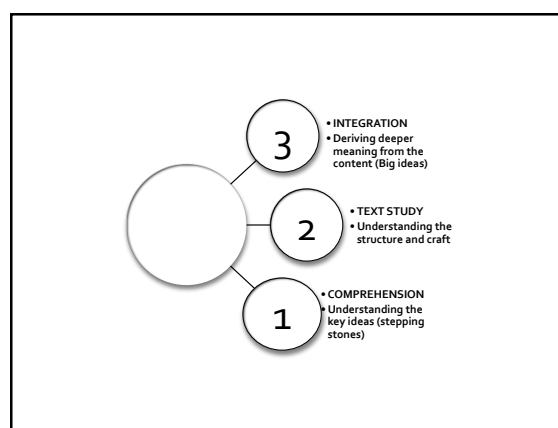 3
• INTEGRATION
• Deriving deeper
meaning from the
content (Big ideas)
2
• TEXT STUDY
• Understanding the
structure and craft
1
• COMPREHENSION
• Understanding the
key ideas (stepping
stones)